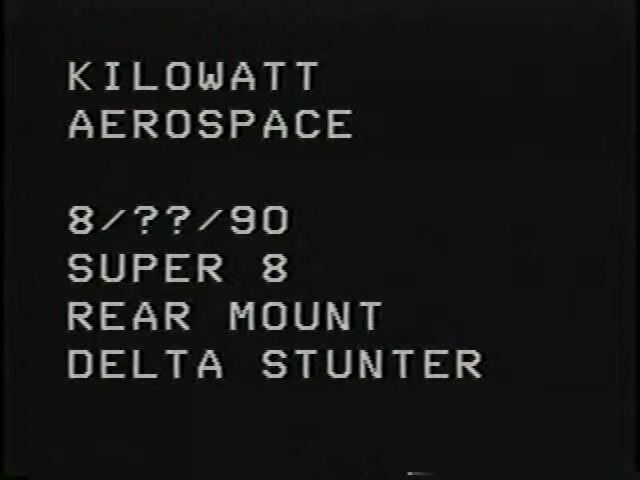 KILOWATT
AEROSPACE
8/??/90
SUPER 8
REAR MOUNT
DELTA STUNTER